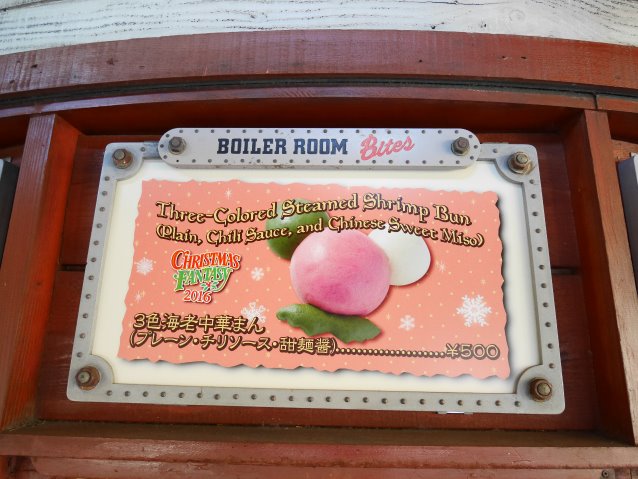 BOILER ROOM Bites
Three-Colored Steamed Shrimp Bun
(Plain, Chili Sauce, and Chinese Sweet Miso)
CHRISTMAS
FANTASY
2016
3色海老中華まん
(プレーン・チリソース・甜麺醤)....................¥500